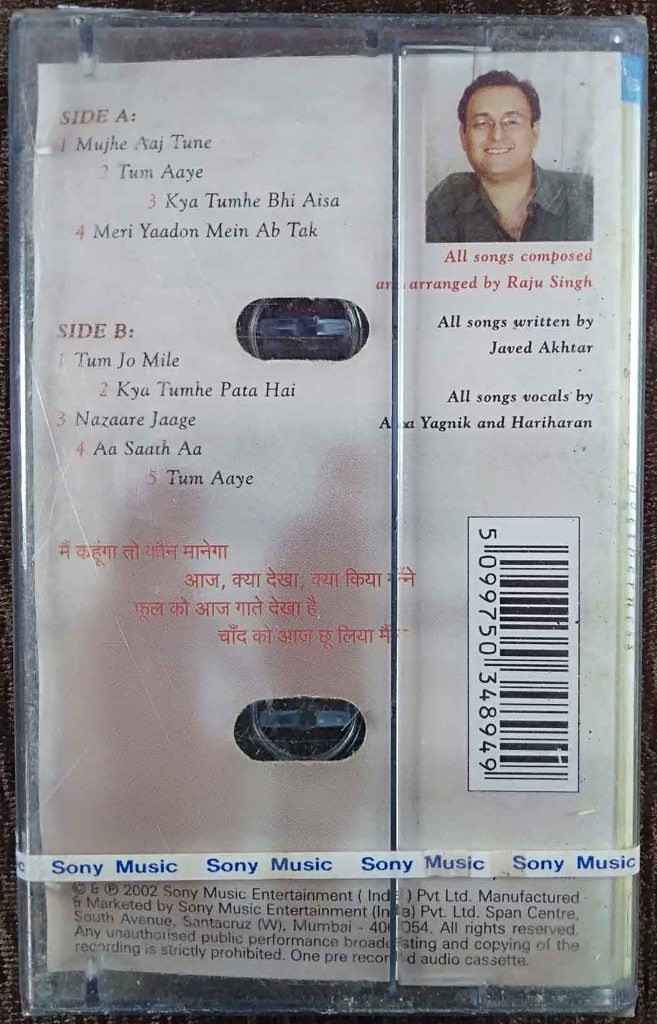 SIDE A:
1 Mujhe Aaj Tune
2 Tum Aaye
3 Kya Tumhe Bhi Aisa
4 Meri Yaadon Mein Ab Tak
SIDE B:
1 Tum Jo Mile
2 Kya Tumhe Pata Hai
3 Nazaare Jaage
4 Aa Saath Aa
5 Tum Aaye
मैं कहूंगा तो कौन मानेगा
आज, क्या देखा, क्या किया मैंने
फूल को आज गाते देखा है
चाँद को आज छू लिया मैंने
All songs composed
and arranged by Raju Singh
All songs written by
Javed Akhtar
All songs vocals by
Alka Yagnik and Hariharan
5 099750 348949
Sony Music Sony Music Sony Music Sony Music
© & ℗ 2002 Sony Music Entertainment ( India ) Pvt Ltd. Manufactured
& Marketed by Sony Music Entertainment (India) Pvt. Ltd. Span Centre,
South Avenue, Santacruz (W), Mumbai - 400 054. All rights reserved.
Any unauthorised public performance broadcasting and copying of the
recording is strictly prohibited. One pre recorded audio cassette.